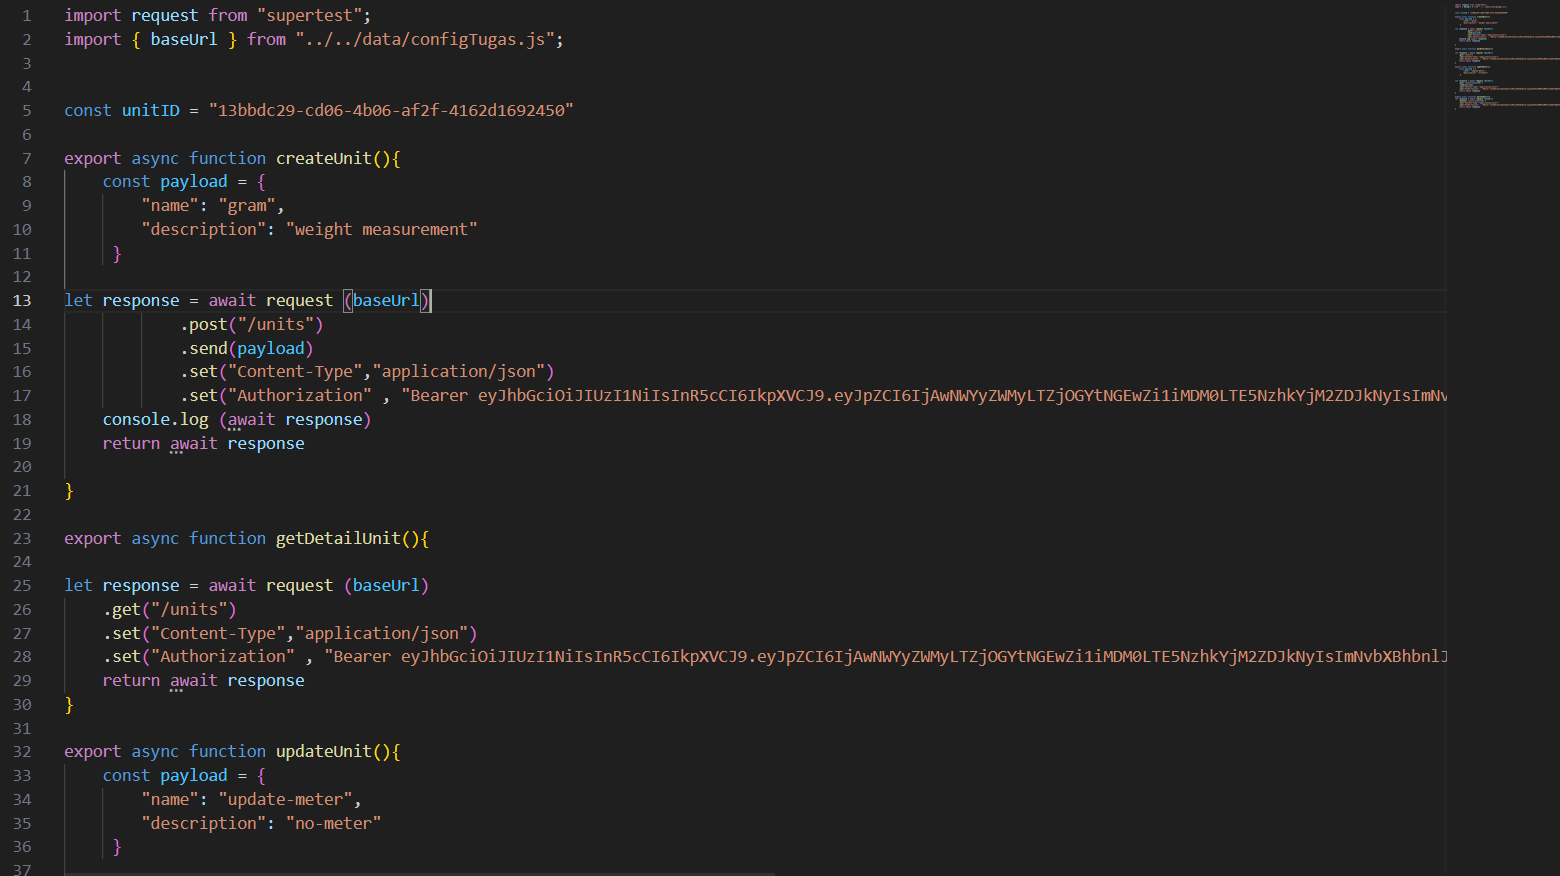 1 import request from "supertest";
2 import { baseUrl } from "../../data/configTugas.js";
3
4
5 const unitID = "13bbdc29-cd06-4b06-af2f-4162d1692450"
6
7 export async function createUnit(){
8 const payload = {
9 "name": "gram",
10 "description": "weight measurement"
11 }
12
13 let response = await request (baseUrl)
14 .post("/units")
15 .send(payload)
16 .set("Content-Type","application/json")
17 .set("Authorization" , "Bearer eyJhbGciOiJIUzI1NiIsInR5cCI6IkpXVCJ9.eyJpZCI6IjAwNWYyZWMyLTZjOGYtNGEwZi1iMDM0LTE5NzhkYjM2ZDJkNyIsImNv
18 console.log (await response)
19 return await response
20
21 }
22
23 export async function getDetailUnit(){
24
25 let response = await request (baseUrl)
26 .get("/units")
27 .set("Content-Type","application/json")
28 .set("Authorization" , "Bearer eyJhbGciOiJIUzI1NiIsInR5cCI6IkpXVCJ9.eyJpZCI6IjAwNWYyZWMyLTZjOGYtNGEwZi1iMDM0LTE5NzhkYjM2ZDJkNyIsImNvbXBhbnlJ
29 return await response
30 }
31
32 export async function updateUnit(){
33 const payload = {
34 "name": "update-meter",
35 "description": "no-meter"
36 }
37